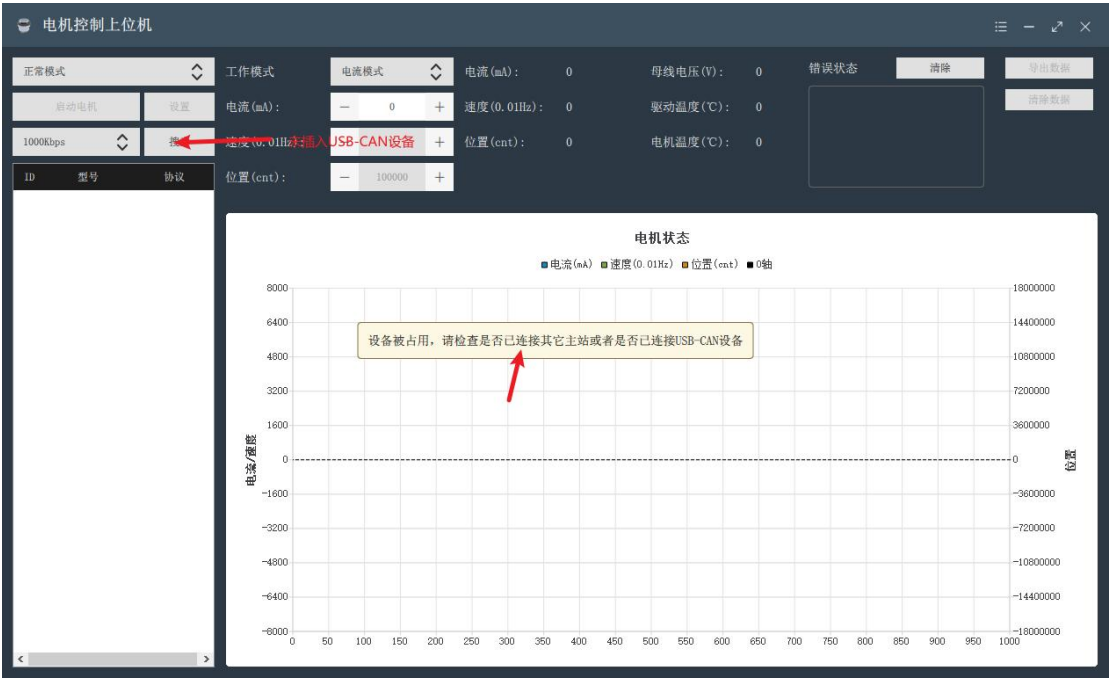 电机控制上位机
正常模式
工作模式
电流模式
电流(mA):
0
母线电压(V):
0
错误状态
清除
导出数据
启动电机
设置
电流(mA):
− 0 +
速度(0.01Hz):
0
驱动温度(℃):
0
清除数据
1000Kbps
未插入USB-CAN设备
+
位置(cnt):
0
电机温度(℃):
0
ID
型号
协议
位置(cnt):
− 100000 +
电机状态
电流(mA) 速度(0.01Hz) 位置(cnt) 0轴
设备被占用，请检查是否已连接其它主站或者是否已连接USB-CAN设备
电流/速度
8000
6400
4800
3200
1600
0
-1600
-3200
-4800
-6400
-8000
18000000
14400000
10800000
7200000
3600000
0
-3600000
-7200000
-10800000
-14400000
-18000000
位置
0 50 100 150 200 250 300 350 400 450 500 550 600 650 700 750 800 850 900 950 1000